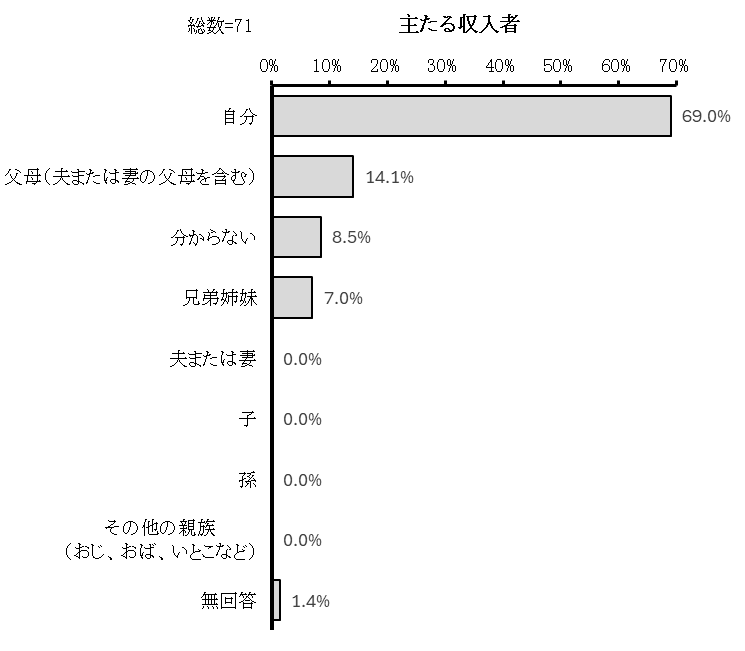 総数=71
主たる収入者
0% 10% 20% 30% 40% 50% 60% 70%
自分 69.0%
父母（夫または妻の父母を含む） 14.1%
分からない 8.5%
兄弟姉妹 7.0%
夫または妻 0.0%
子 0.0%
孫 0.0%
その他の親族
（おじ、おば、いとこなど） 0.0%
無回答 1.4%